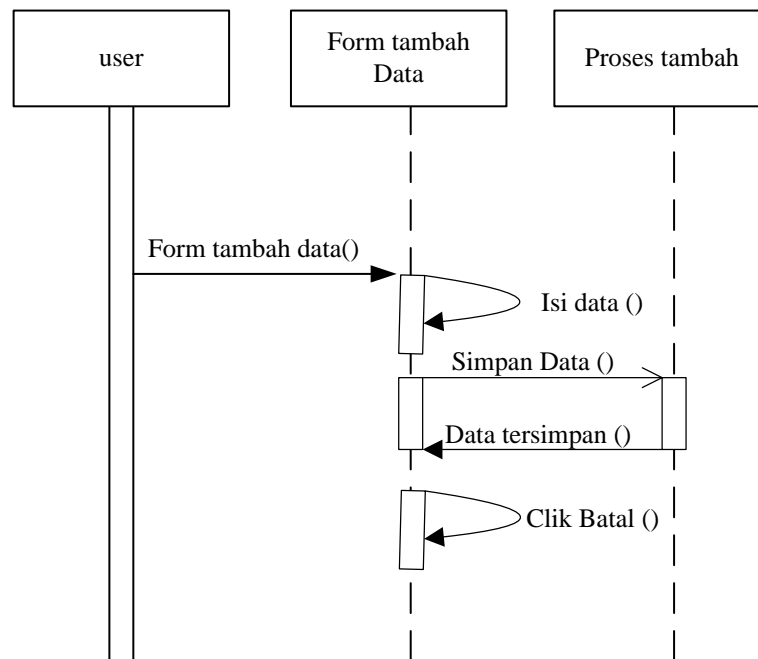 user
Form tambah
Data
Proses tambah
Form tambah data()
Isi data ()
Simpan Data ()
Data tersimpan ()
Clik Batal ()